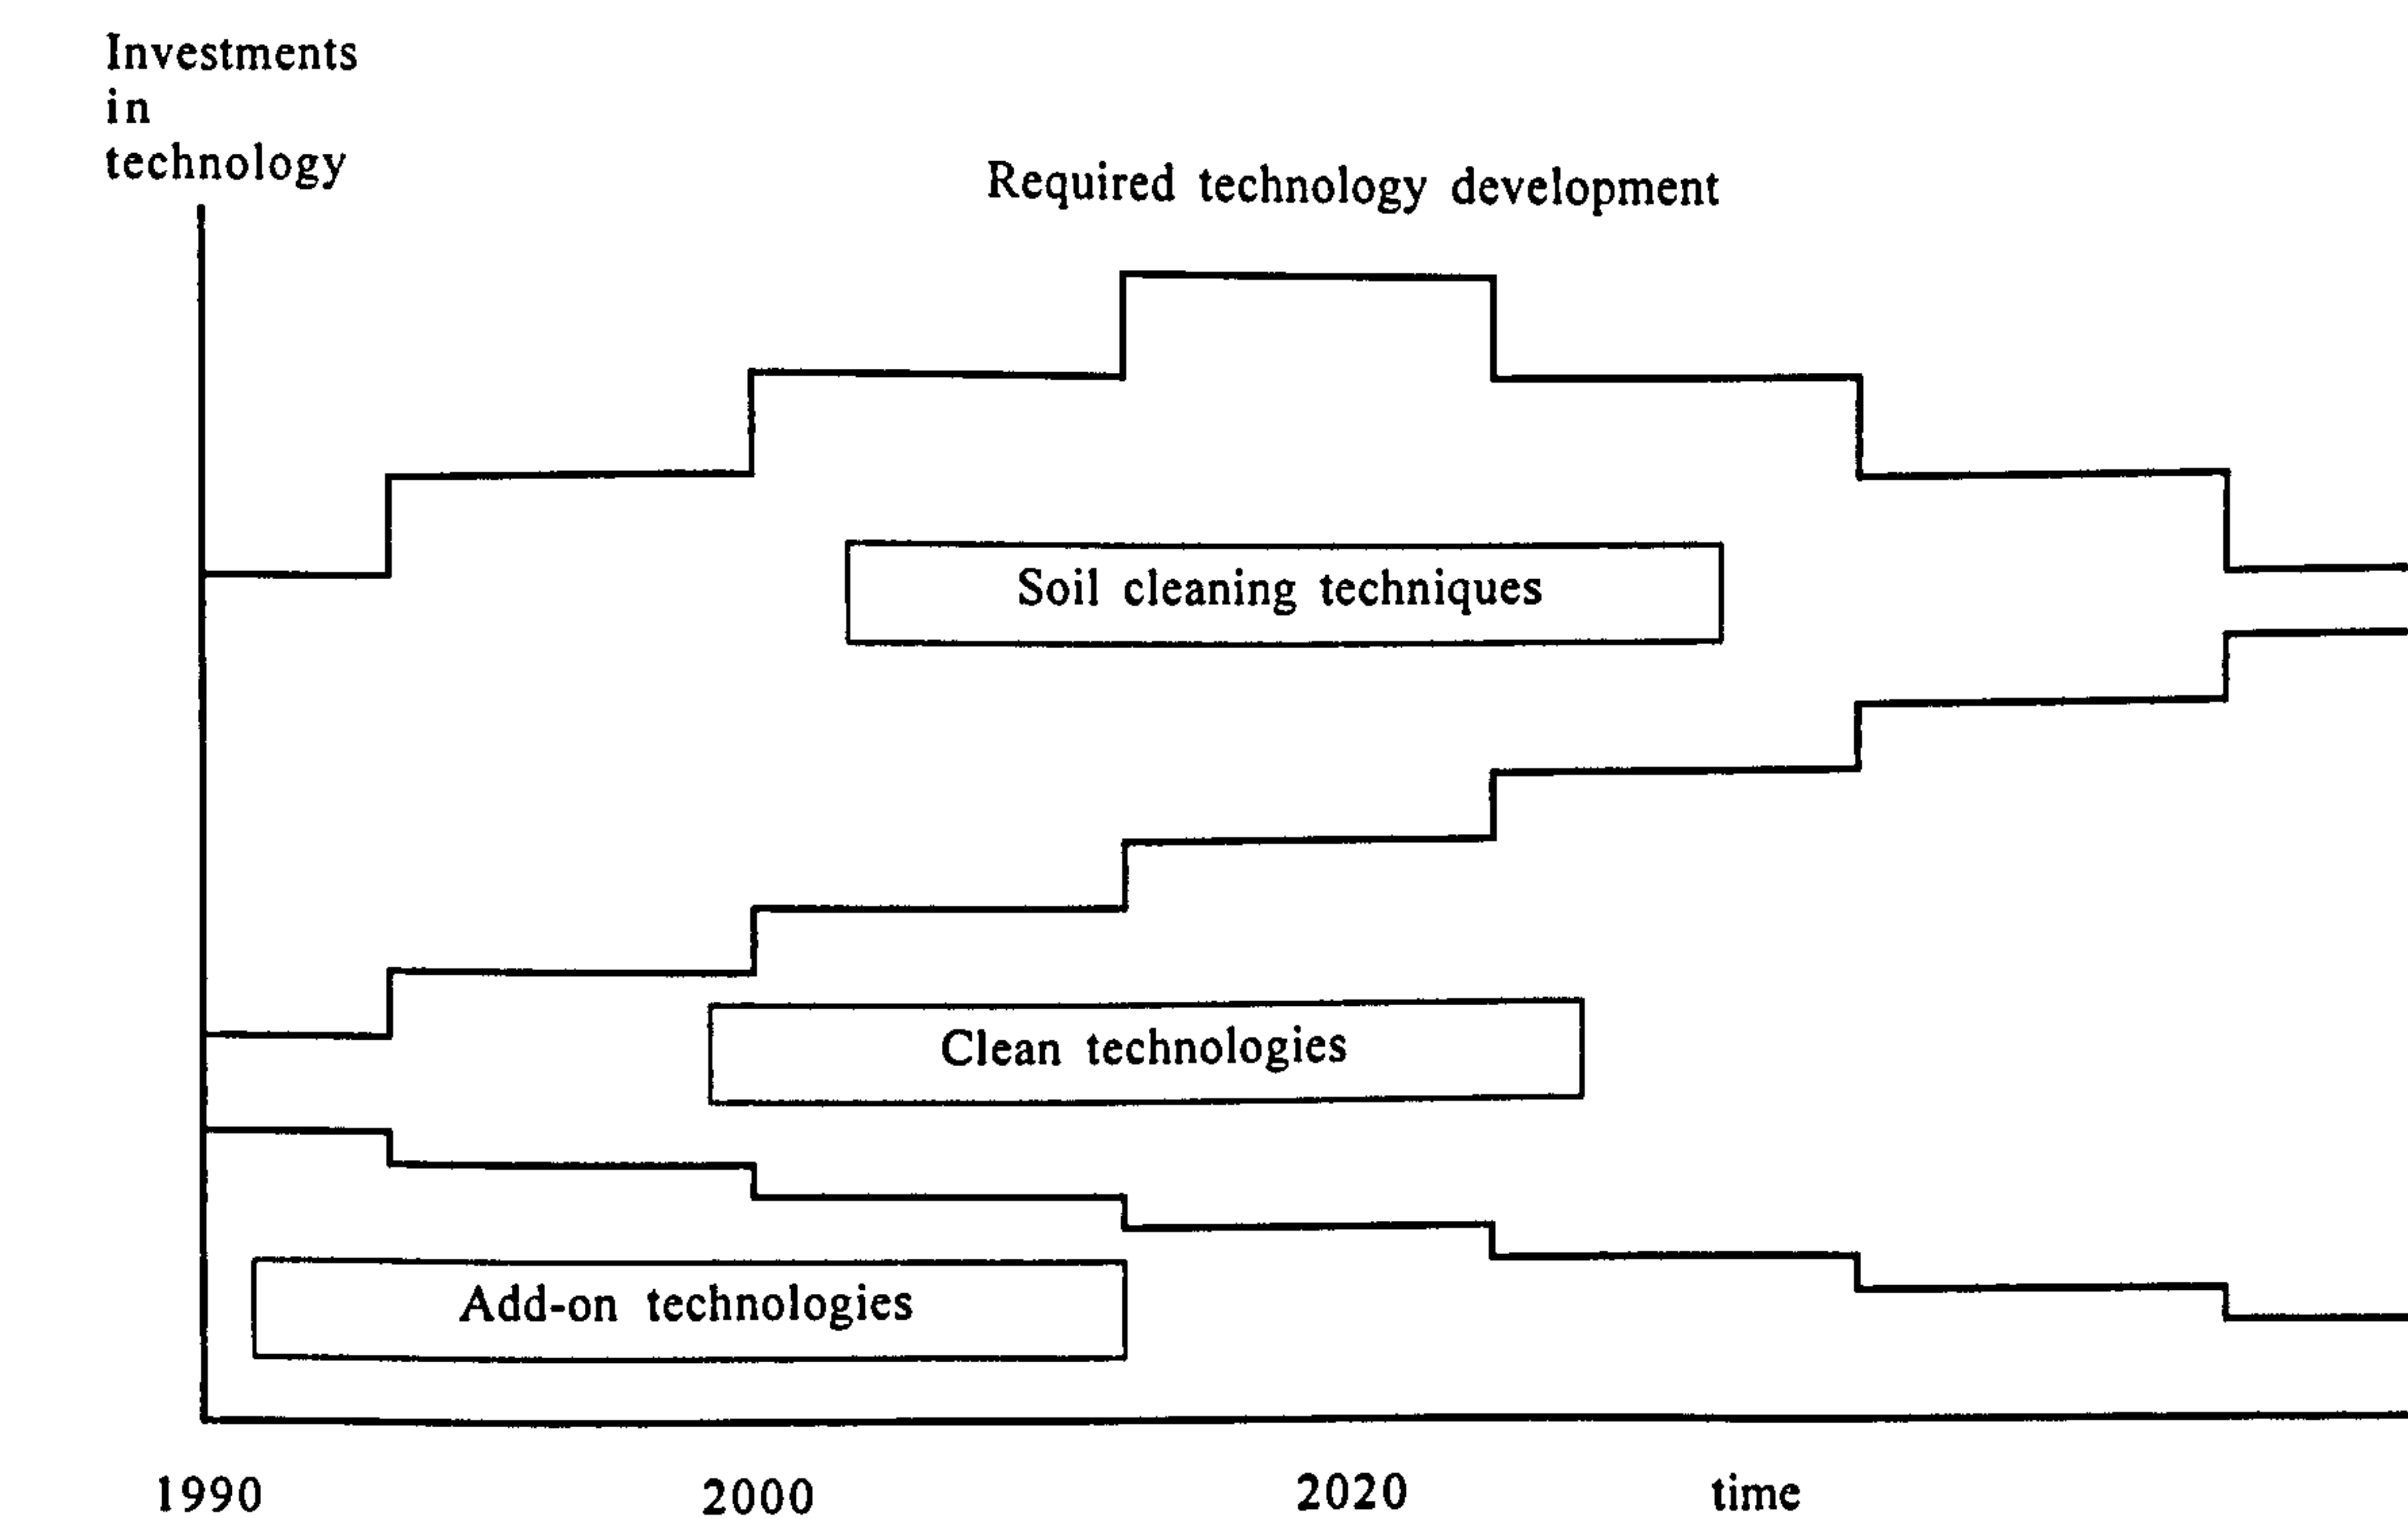 Investments
in
technology
Required technology development
Soil cleaning techniques
Clean technologies
Add-on technologies
1990 2000 2020 time